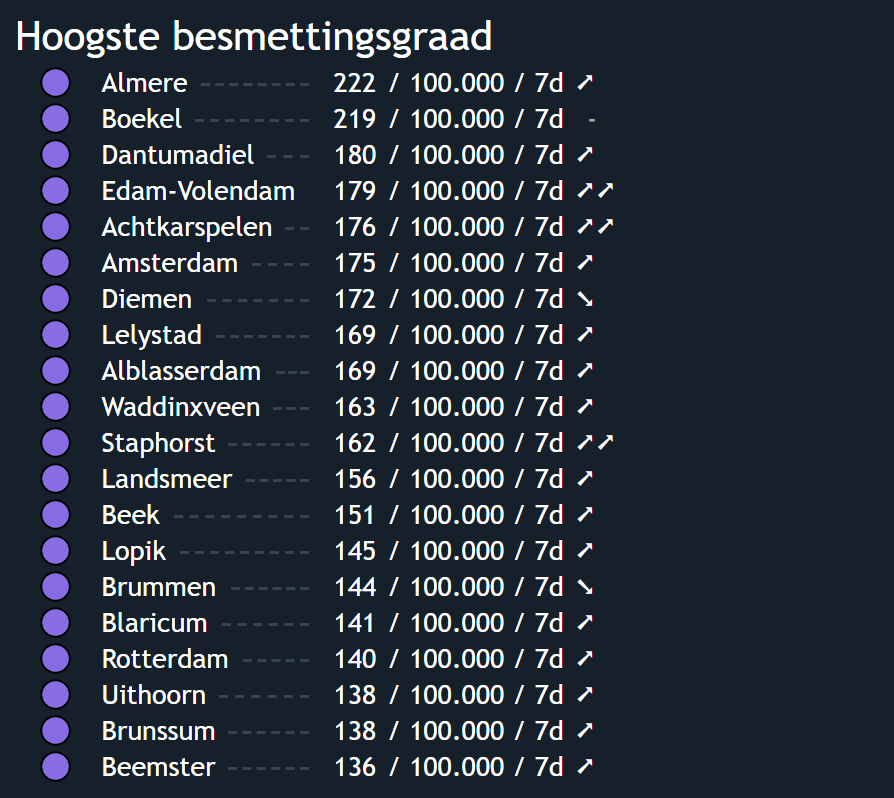 Hoogste besmettingsgraad
Almere --------- 222 / 100.000 / 7d ➚
Boekel --------- 219 / 100.000 / 7d -
Dantumadiel --- 180 / 100.000 / 7d ➚
Edam-Volendam 179 / 100.000 / 7d ➚➚
Achtkarspelen -- 176 / 100.000 / 7d ➚➚
Amsterdam ---- 175 / 100.000 / 7d ➚
Diemen -------- 172 / 100.000 / 7d ➘
Lelystad ------- 169 / 100.000 / 7d ➚
Alblasserdam --- 169 / 100.000 / 7d ➚
Waddinxveen --- 163 / 100.000 / 7d ➚
Staphorst ------ 162 / 100.000 / 7d ➚➚
Landsmeer ----- 156 / 100.000 / 7d ➚
Beek ----------- 151 / 100.000 / 7d ➚
Lopik ---------- 145 / 100.000 / 7d ➚
Brummen ------ 144 / 100.000 / 7d ➘
Blaricum ------- 141 / 100.000 / 7d ➚
Rotterdam ----- 140 / 100.000 / 7d ➚
Uithoorn ------- 138 / 100.000 / 7d ➚
Brunssum ------ 138 / 100.000 / 7d ➚
Beemster ------ 136 / 100.000 / 7d ➚